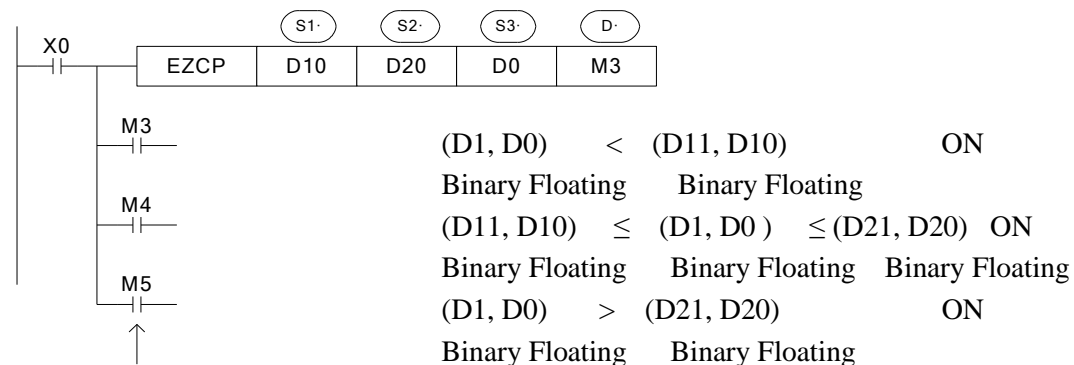 S1· S2· S3· D·
X0
EZCP D10 D20 D0 M3
M3
(D1, D0) < (D11, D10) ON
Binary Floating Binary Floating
M4
(D11, D10) ≤ (D1, D0 ) ≤ (D21, D20) ON
Binary Floating Binary Floating Binary Floating
M5
(D1, D0) > (D21, D20) ON
Binary Floating Binary Floating